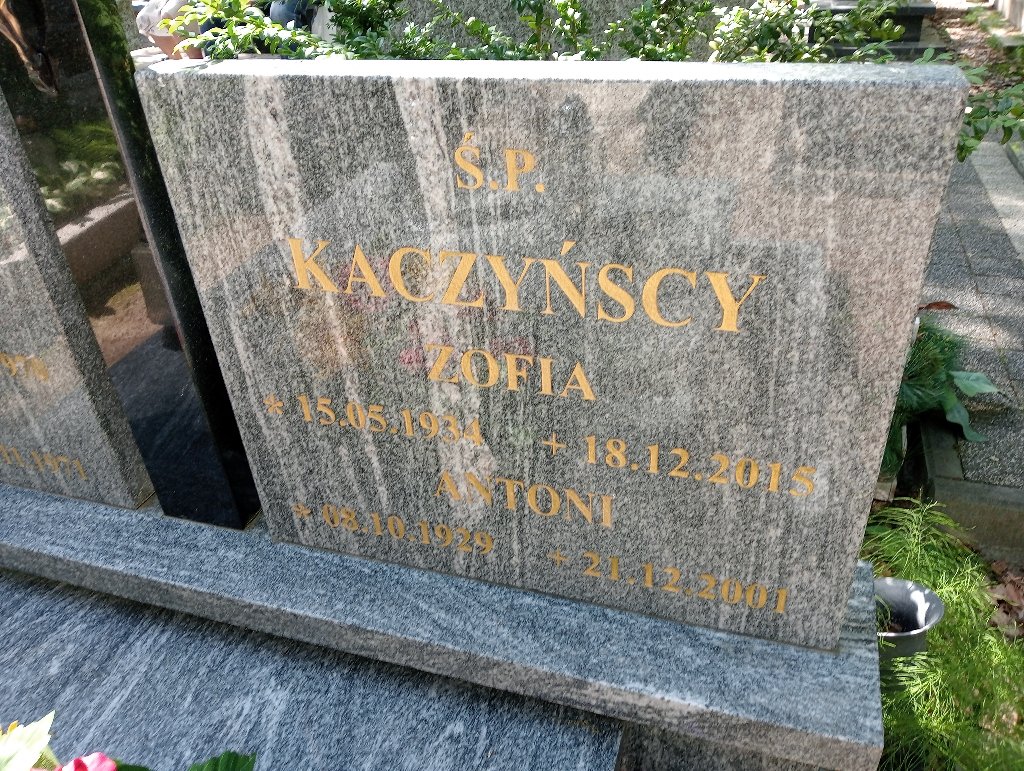 Ś.P.
KACZYŃSCY
ZOFIA
* 15.05.1934 + 18.12.2015
ANTONI
* 08.10.1929 + 21.12.2001